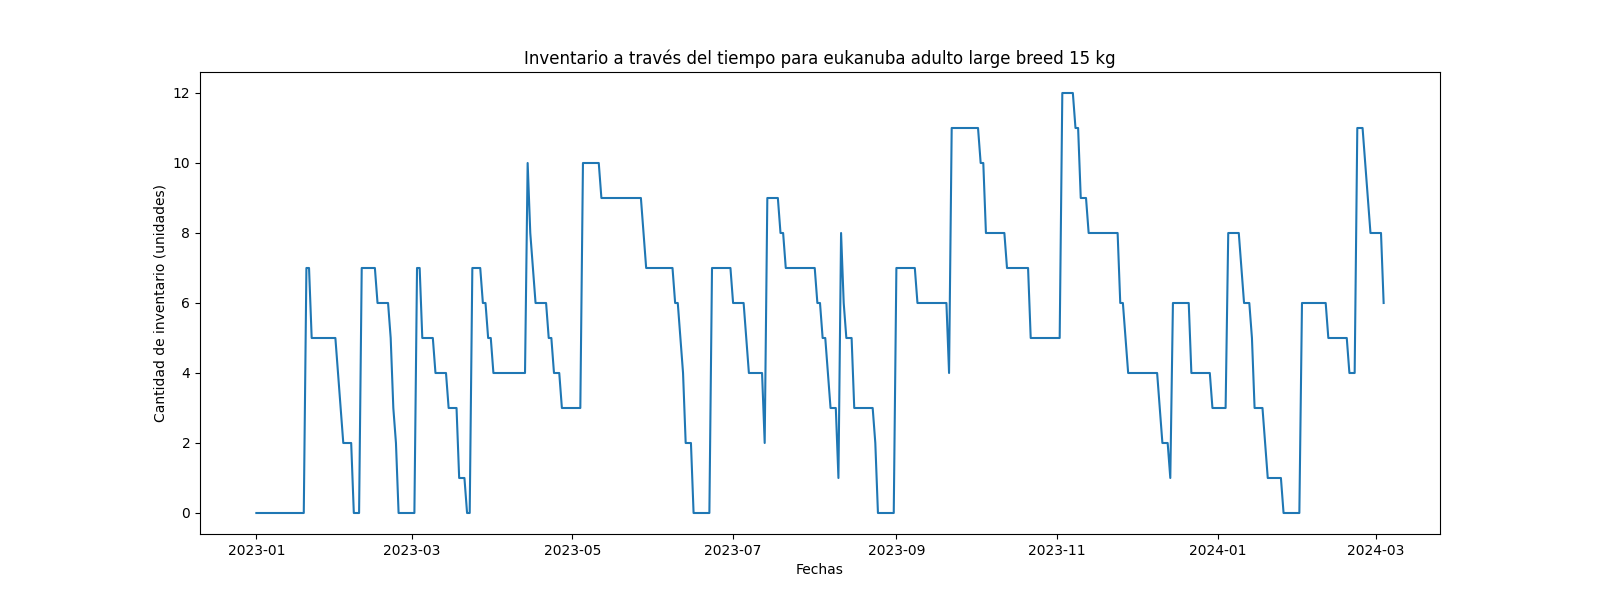 Inventario a través del tiempo para eukanuba adulto large breed 15 kg
Cantidad de inventario (unidades)
12
10
8
6
4
2
0
2023-01 2023-03 2023-05 2023-07 2023-09 2023-11 2024-01 2024-03
Fechas